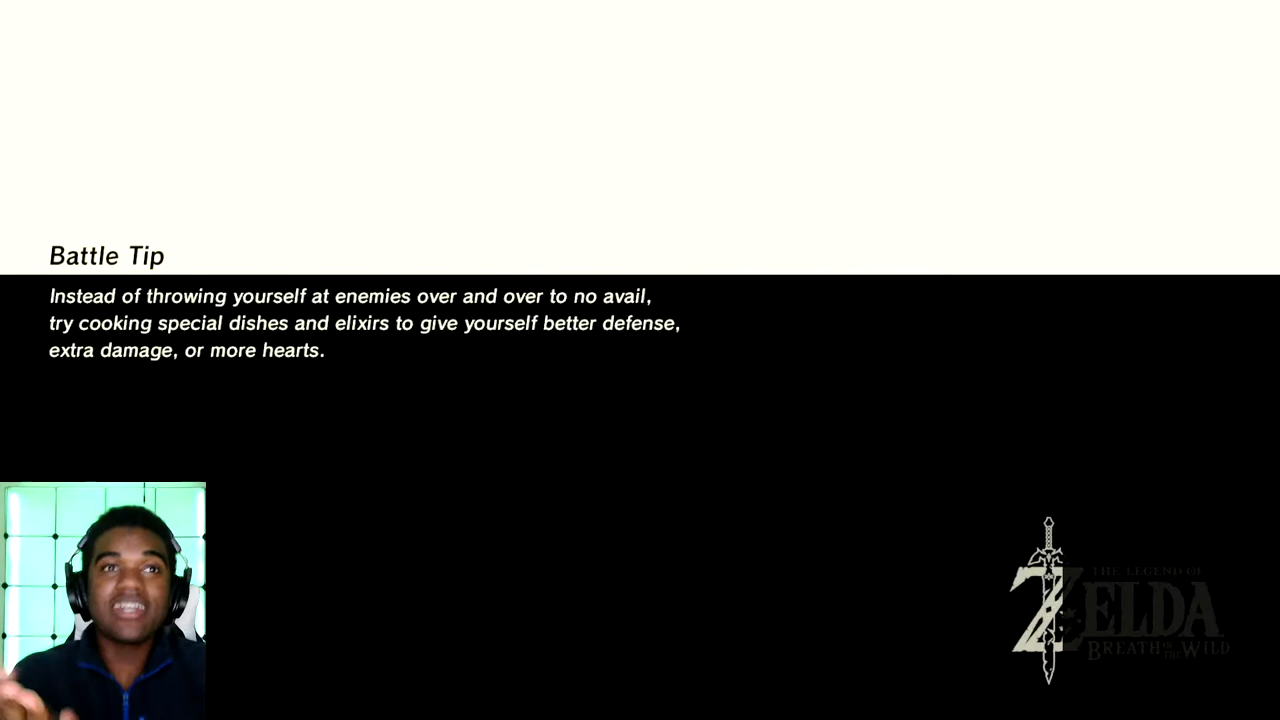 Battle Tip
Instead of throwing yourself at enemies over and over to no avail,
try cooking special dishes and elixirs to give yourself better defense,
extra damage, or more hearts.
THE LEGEND OF
ZELDA
BREATH OF THE WILD